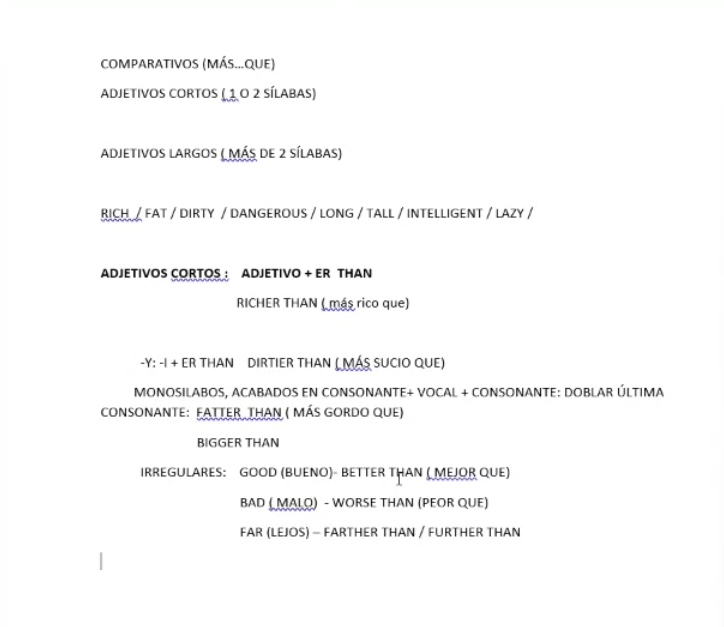 COMPARATIVOS (MÁS...QUE)
ADJETIVOS CORTOS ( 1 O 2 SÍLABAS)
ADJETIVOS LARGOS ( MÁS DE 2 SÍLABAS)
RICH / FAT / DIRTY / DANGEROUS / LONG / TALL / INTELLIGENT / LAZY /
ADJETIVOS CORTOS : ADJETIVO + ER THAN
RICHER THAN ( más rico que)
-Y: -I + ER THAN DIRTIER THAN ( MÁS SUCIO QUE)
MONOSILABOS, ACABADOS EN CONSONANTE+ VOCAL + CONSONANTE: DOBLAR ÚLTIMA
CONSONANTE: FATTER THAN ( MÁS GORDO QUE)
BIGGER THAN
IRREGULARES: GOOD (BUENO)- BETTER THAN ( MEJOR QUE)
BAD ( MALO) - WORSE THAN (PEOR QUE)
FAR (LEJOS) – FARTHER THAN / FURTHER THAN